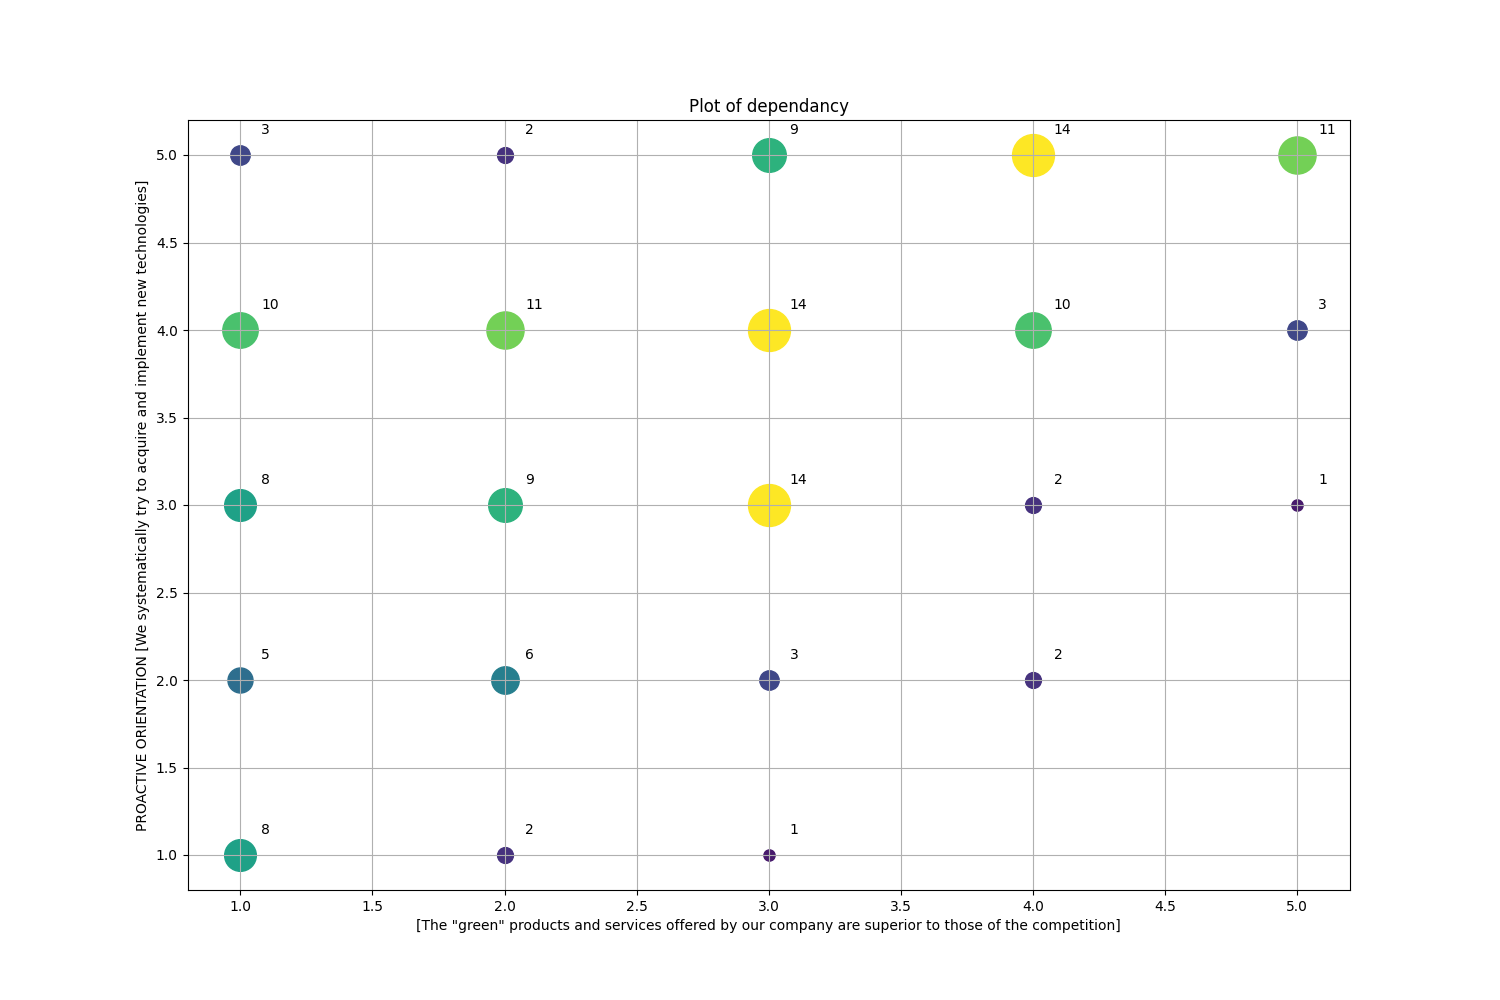 Plot of dependancy
3 2 9 14 11
5.0
4.5
10 11 14 10 3
4.0
3.5
8 9 14 2 1
3.0
2.5
5 6 3 2
2.0
1.5
8 2 1
1.0
PROACTIVE ORIENTATION [We systematically try to acquire and implement new technologies]
1.0 1.5 2.0 2.5 3.0 3.5 4.0 4.5 5.0
[The "green" products and services offered by our company are superior to those of the competition]